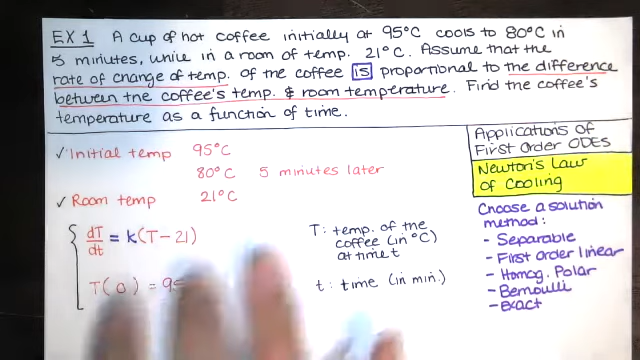 EX 1 A cup of hot coffee initially at 95°C cools to 80°C in
5 minutes, while in a room of temp. 21°C. Assume that the
rate of change of temp. of the coffee is proportional to the difference
between the coffee's temp. & room temperature. Find the coffee's
temperature as a function of time.
Applications of
First Order ODES
Newton's Law
of Cooling
Choose a solution
method:
- Separable
- First order linear
- Homog. Polar
- Bernoulli
- Exact
✓ Initial temp 95°C
80°C 5 minutes later
✓ Room temp 21°C
dT/dt = k(T-21)
T(0) = 95
T: temp. of the
coffee (in °C)
at time t
t: time (in min.)